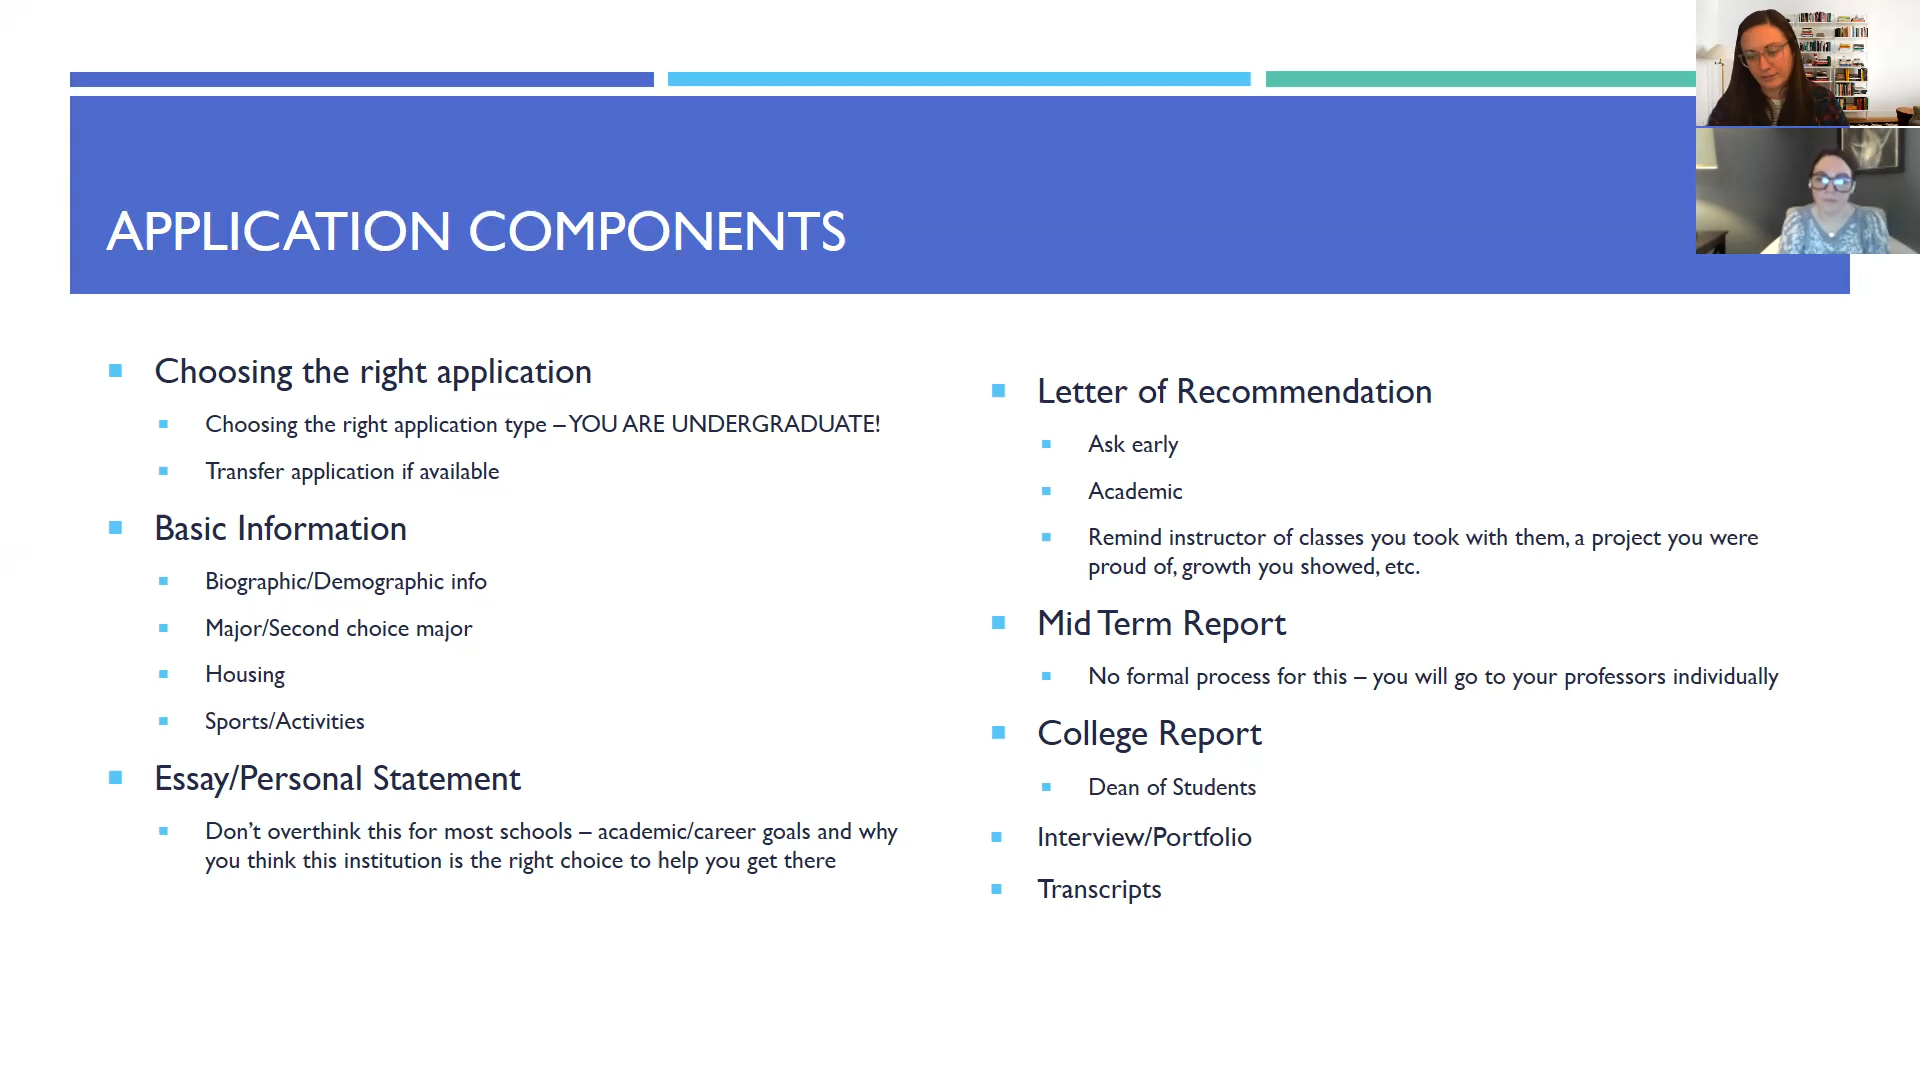 APPLICATION COMPONENTS
Choosing the right application
Choosing the right application type – YOU ARE UNDERGRADUATE!
Transfer application if available
Basic Information
Biographic/Demographic info
Major/Second choice major
Housing
Sports/Activities
Essay/Personal Statement
Don’t overthink this for most schools – academic/career goals and why
you think this institution is the right choice to help you get there
Letter of Recommendation
Ask early
Academic
Remind instructor of classes you took with them, a project you were
proud of, growth you showed, etc.
Mid Term Report
No formal process for this – you will go to your professors individually
College Report
Dean of Students
Interview/Portfolio
Transcripts